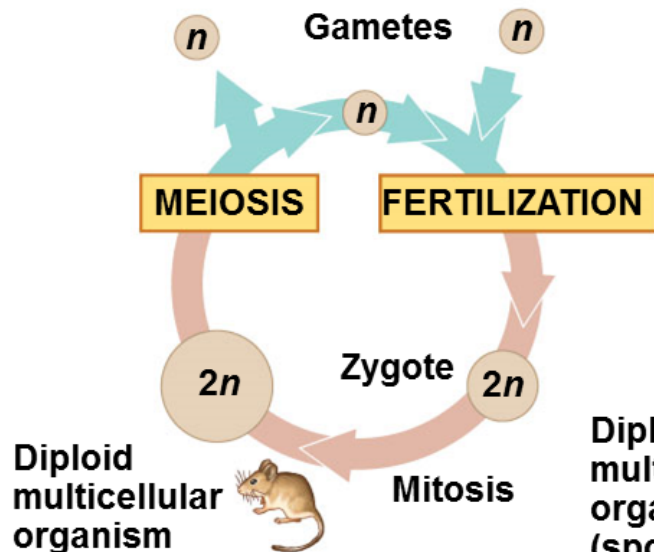 n
Gametes
n
n
MEIOSIS
FERTILIZATION
2n
Zygote
2n
Diploid
multicellular
organism
Mitosis